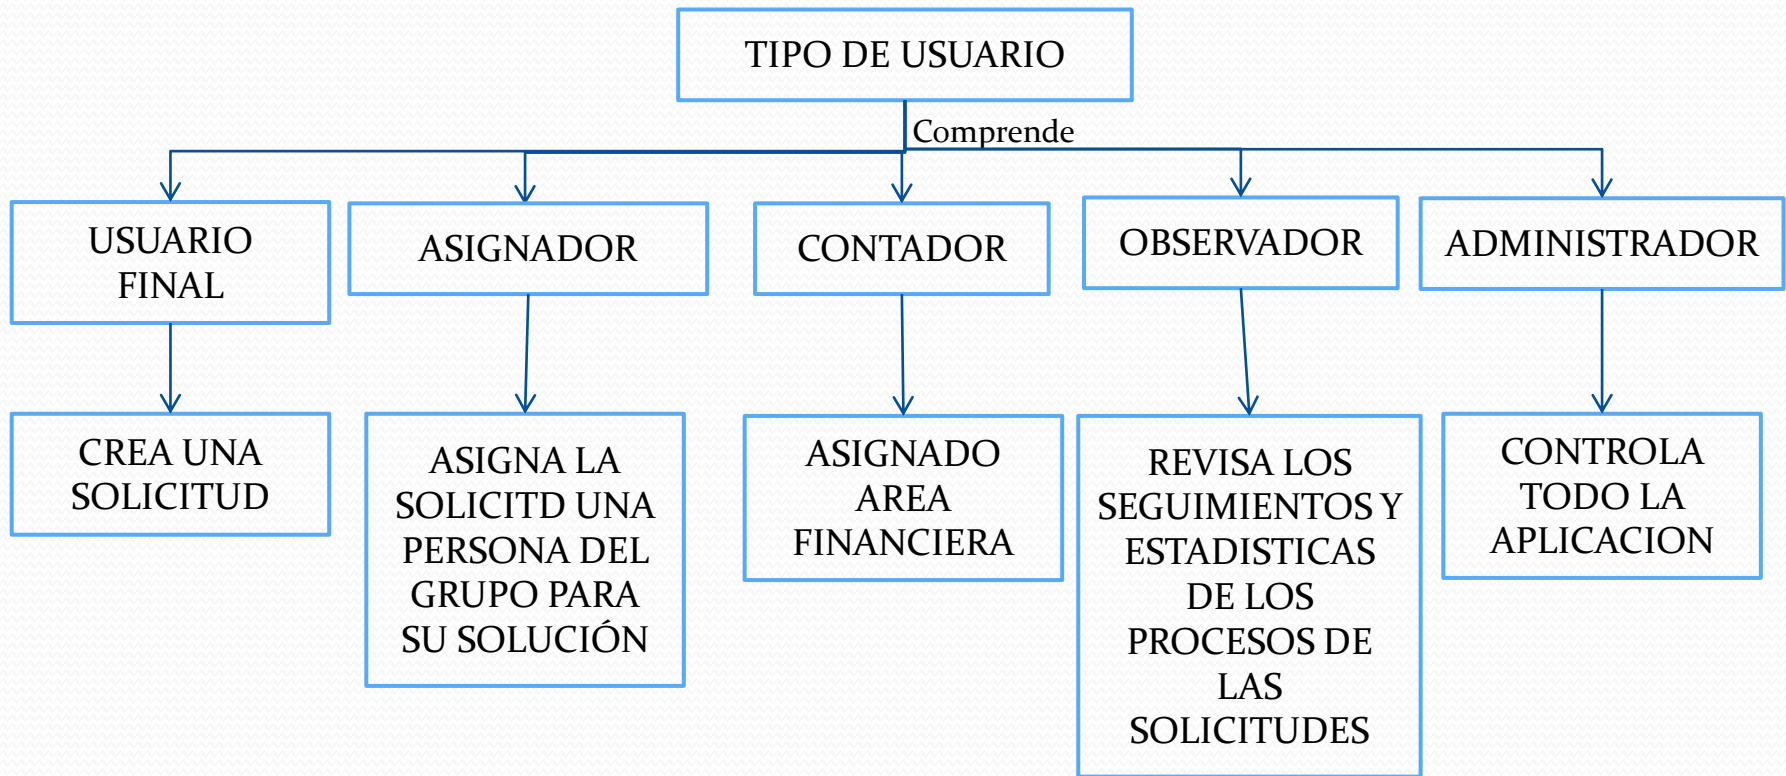 TIPO DE USUARIO
Comprende
USUARIO
FINAL
ASIGNADOR
CONTADOR
OBSERVADOR
ADMINISTRADOR
CREA UNA
SOLICITUD
ASIGNA LA
SOLICITD UNA
PERSONA DEL
GRUPO PARA
SU SOLUCIÓN
ASIGNADO
AREA
FINANCIERA
REVISA LOS
SEGUIMIENTOS Y
ESTADISTICAS
DE LOS
PROCESOS DE
LAS
SOLICITUDES
CONTROLA
TODO LA
APLICACION